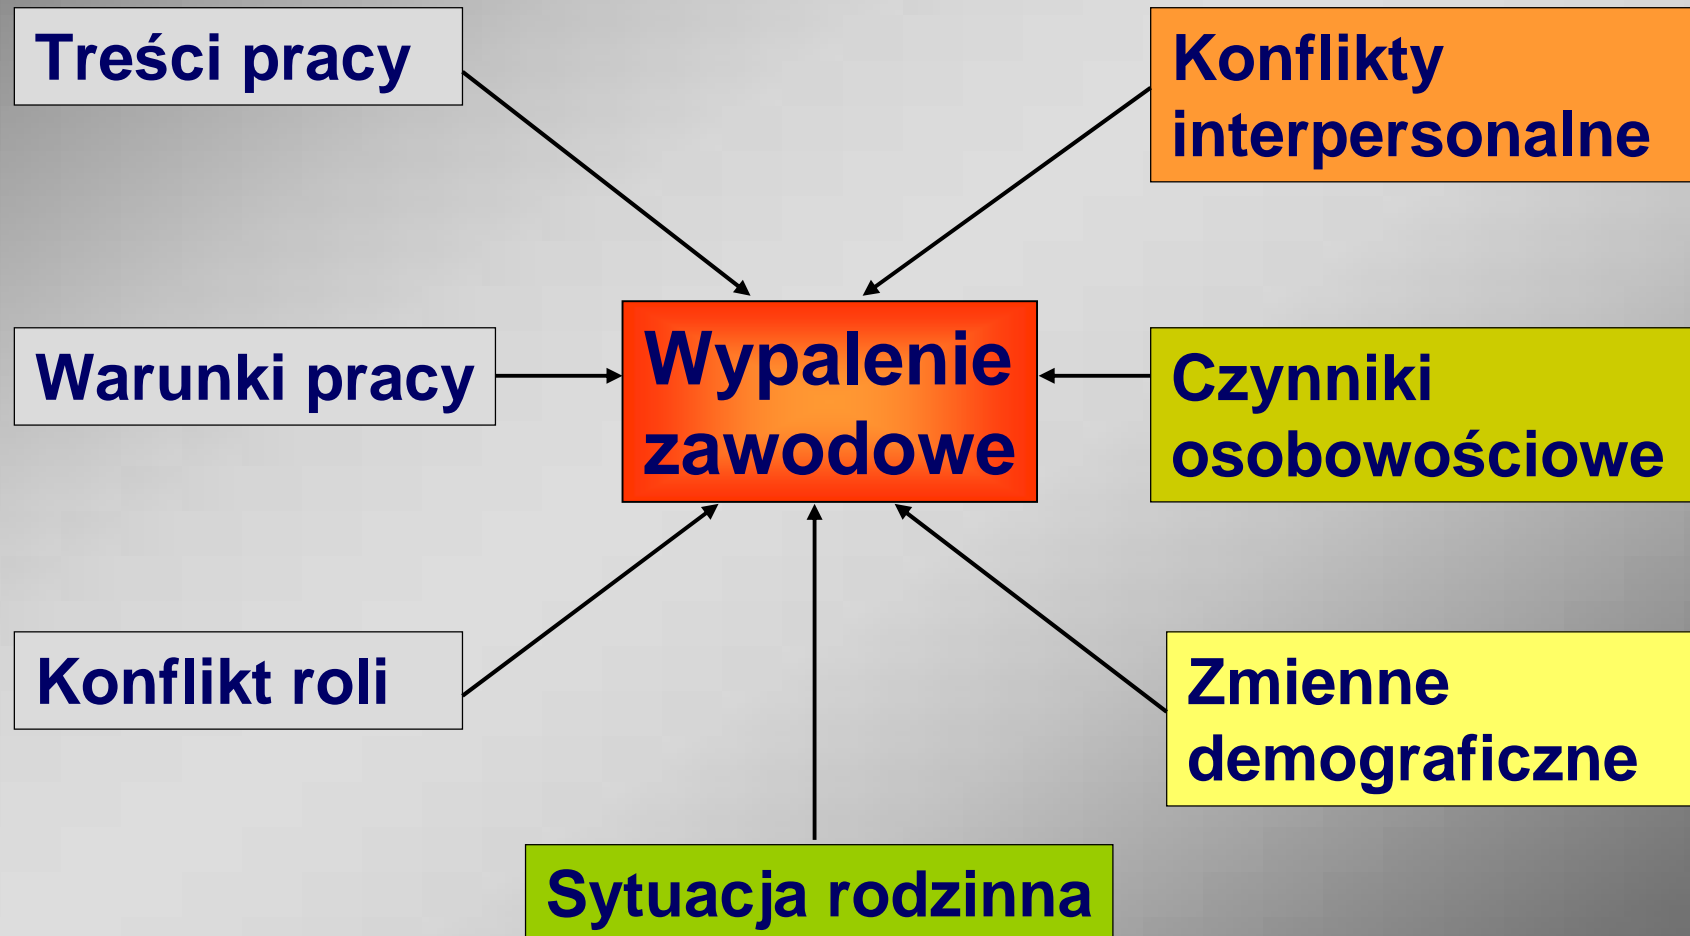 Treści pracy
Konflikty
interpersonalne
Wypalenie
zawodowe
Warunki pracy
Czynniki
osobowościowe
Konflikt roli
Zmienne
demograficzne
Sytuacja rodzinna